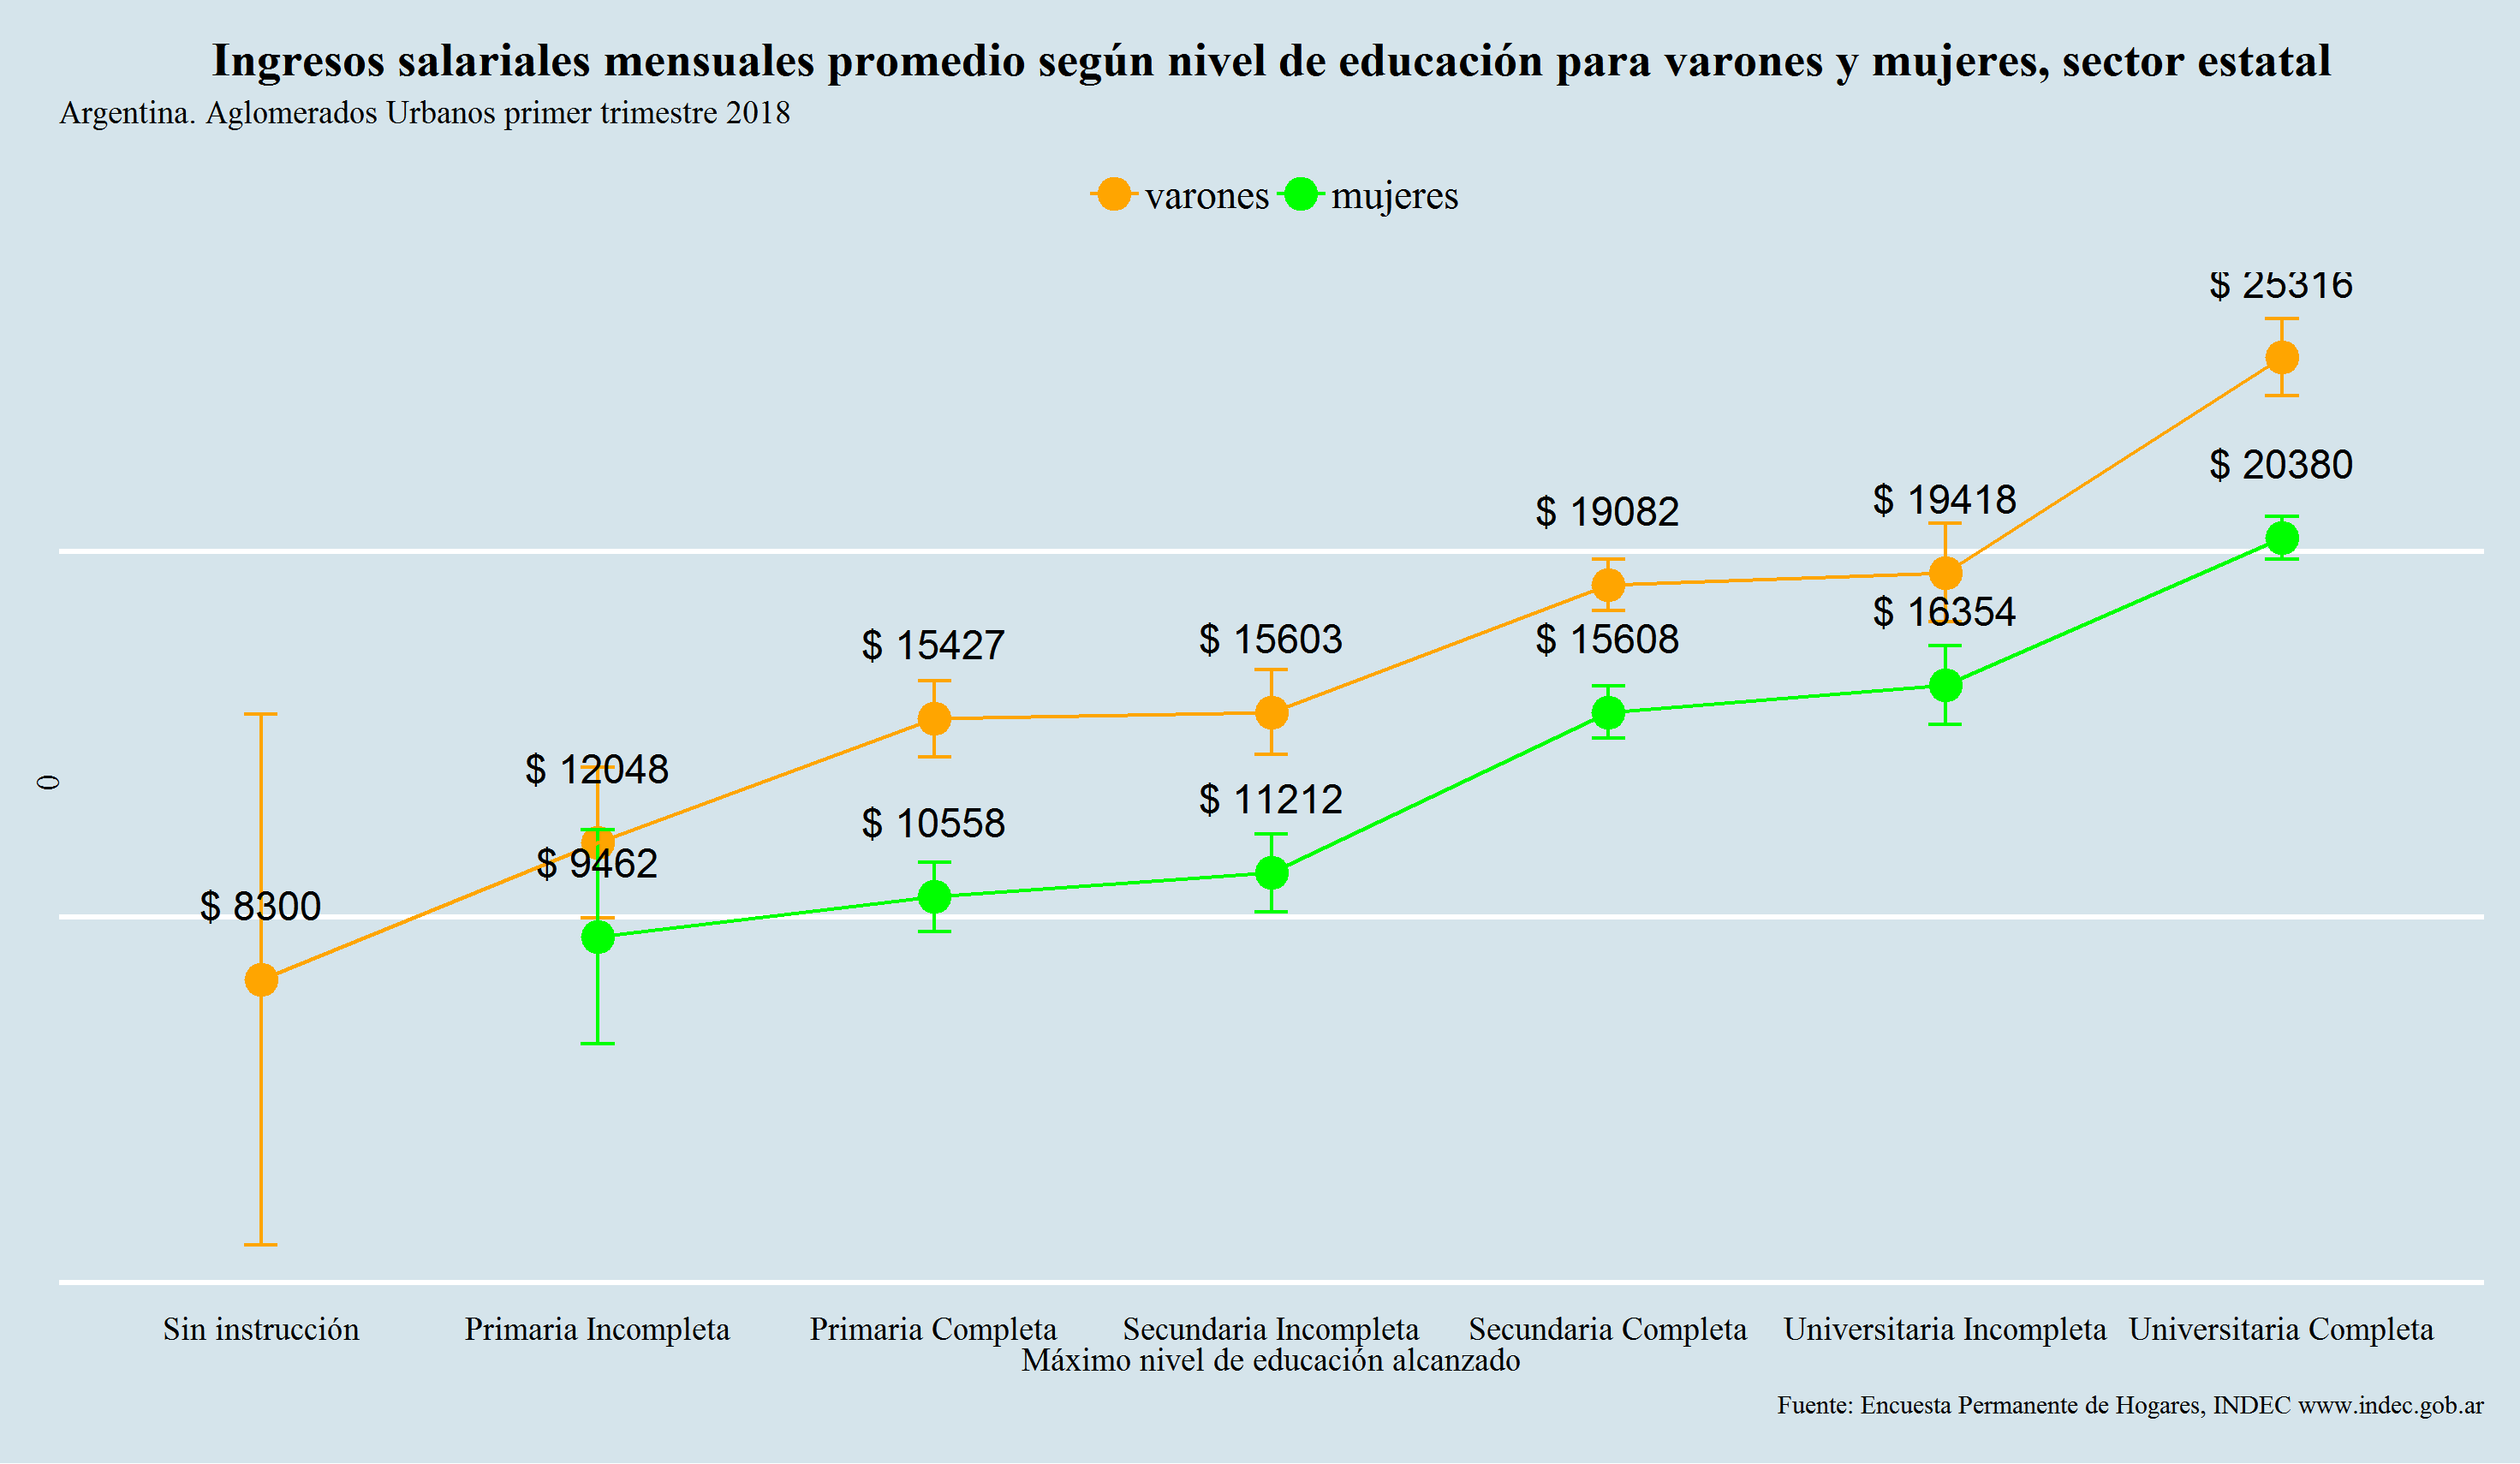 Ingresos salariales mensuales promedio según nivel de educación para varones y mujeres, sector estatal
Argentina. Aglomerados Urbanos primer trimestre 2018
varones mujeres
$ 25316
$ 20380
$ 19082
$ 19418
$ 16354
$ 15427
$ 15603
$ 15608
$ 12048
$ 10558
$ 11212
$ 9462
$ 8300
0
Sin instrucción Primaria Incompleta Primaria Completa Secundaria Incompleta Secundaria Completa Universitaria Incompleta Universitaria Completa
Máximo nivel de educación alcanzado
Fuente: Encuesta Permanente de Hogares, INDEC www.indec.gob.ar